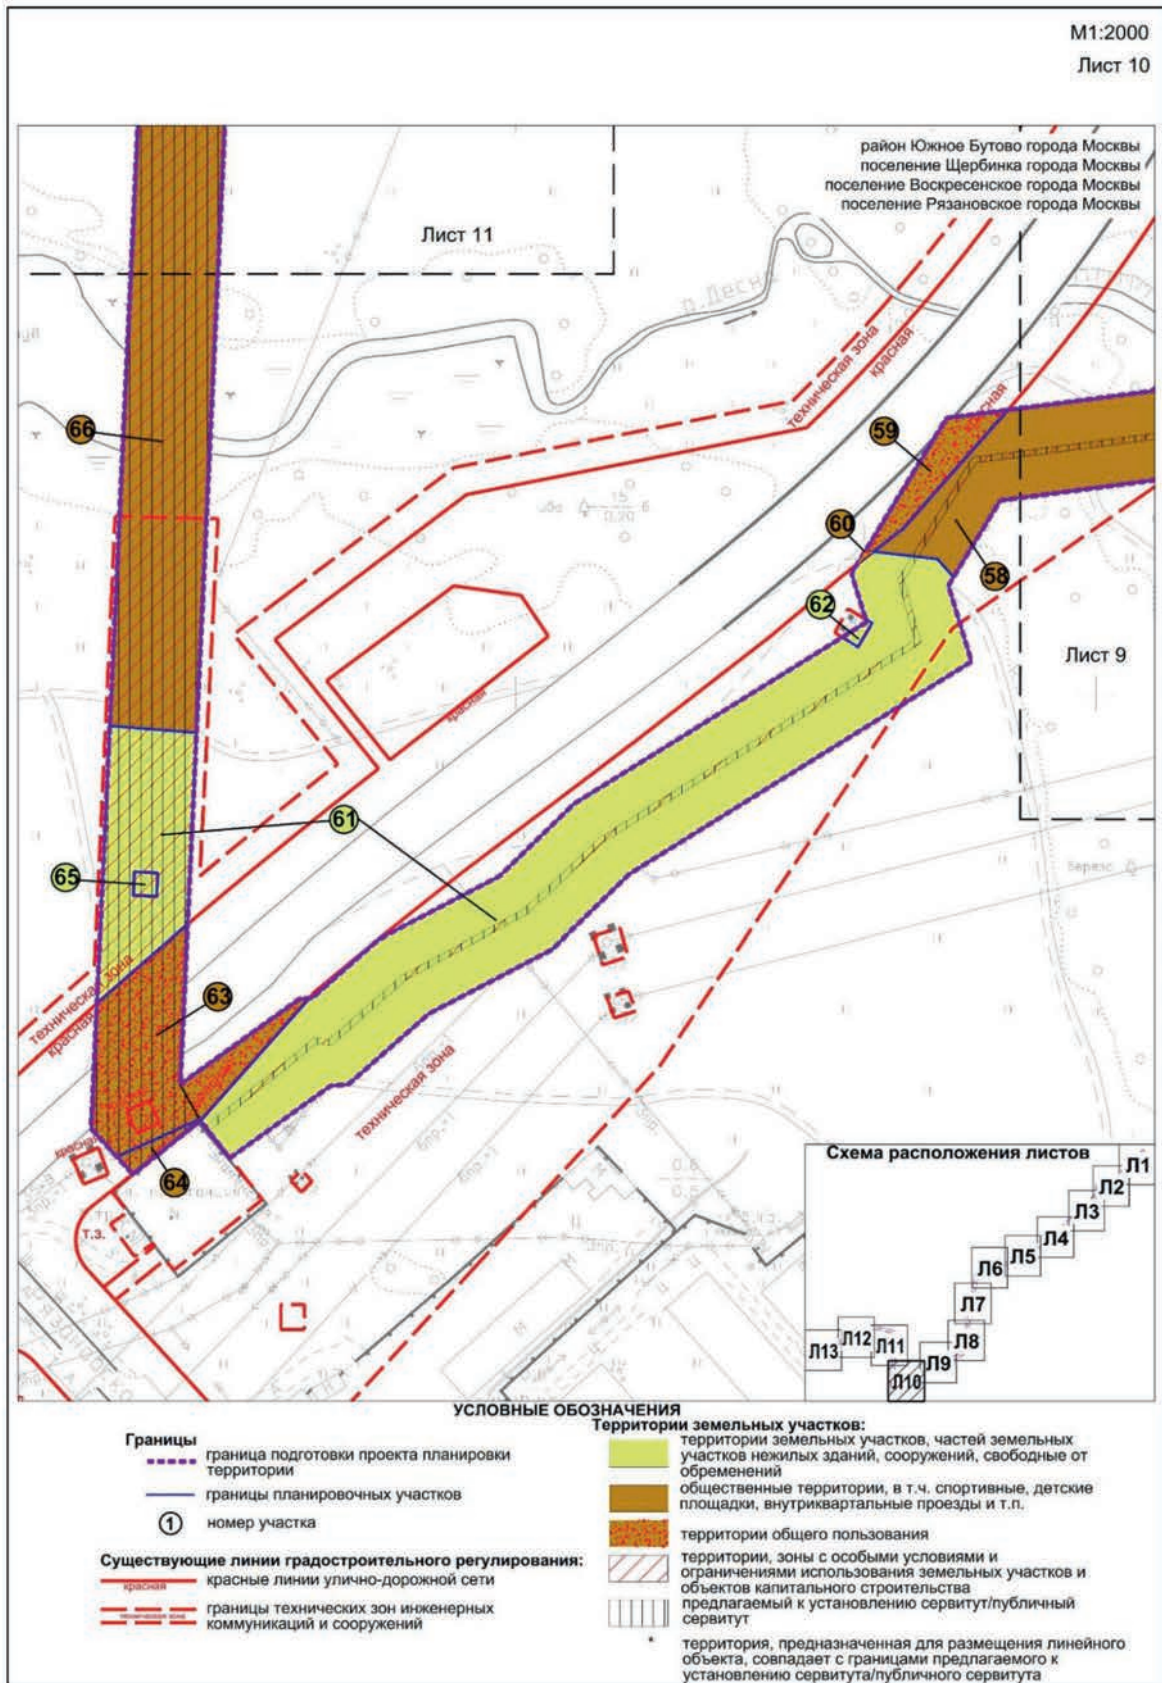 М1:2000
Лист 10
район Южное Бутово города Москвы
поселение Щербинка города Москвы
поселение Воскресенское города Москвы
поселение Рязановское города Москвы
Лист 11
р. Десна
техническая зона
красная
красная
66
59
60
58
62
Лист 9
красная
61
65
береза
63
техническая зона
красная
техническая зона
красная
64
т.з.
Схема расположения листов
Л1
Л2
Л3
Л4
Л5
Л6
Л7
Л8
Л9
Л10
Л11
Л12
Л13
УСЛОВНЫЕ ОБОЗНАЧЕНИЯ
Границы
граница подготовки проекта планировки
территории
границы планировочных участков
1
номер участка
Существующие линии градостроительного регулирования:
красная
красные линии улично-дорожной сети
техническая зона
границы технических зон инженерных
коммуникаций и сооружений
Территории земельных участков:
территории земельных участков, частей земельных
участков нежилых зданий, сооружений, свободные от
обременений
общественные территории, в т.ч. спортивные, детские
площадки, внутриквартальные проезды и т.п.
территории общего пользования
территории, зоны с особыми условиями и
ограничениями использования земельных участков и
объектов капитального строительства
предлагаемый к установлению сервитут/публичный
сервитут
* территория, предназначенная для размещения линейного
объекта, совпадает с границами предлагаемого к
установлению сервитута/публичного сервитута